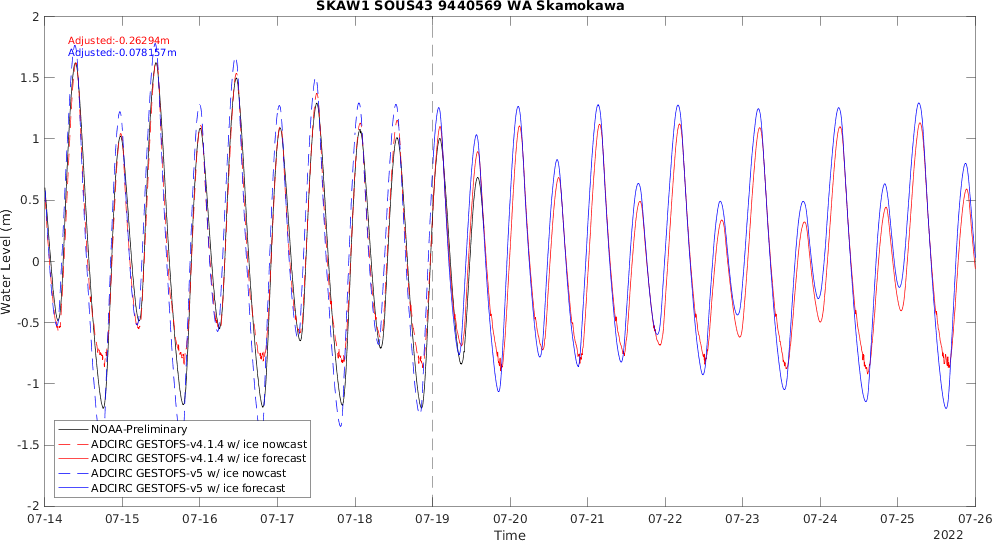 SKAW1 SOUS43 9440569 WA Skamokawa
Adjusted:-0.26294m
Adjusted:-0.078157m
Water Level (m)
2
1.5
1
0.5
0
-0.5
-1
-1.5
-2
NOAA-Preliminary
ADCIRC GESTOFS-v4.1.4 w/ ice nowcast
ADCIRC GESTOFS-v4.1.4 w/ ice forecast
ADCIRC GESTOFS-v5 w/ ice nowcast
ADCIRC GESTOFS-v5 w/ ice forecast
07-14 07-15 07-16 07-17 07-18 07-19 07-20 07-21 07-22 07-23 07-24 07-25 07-26
Time
2022